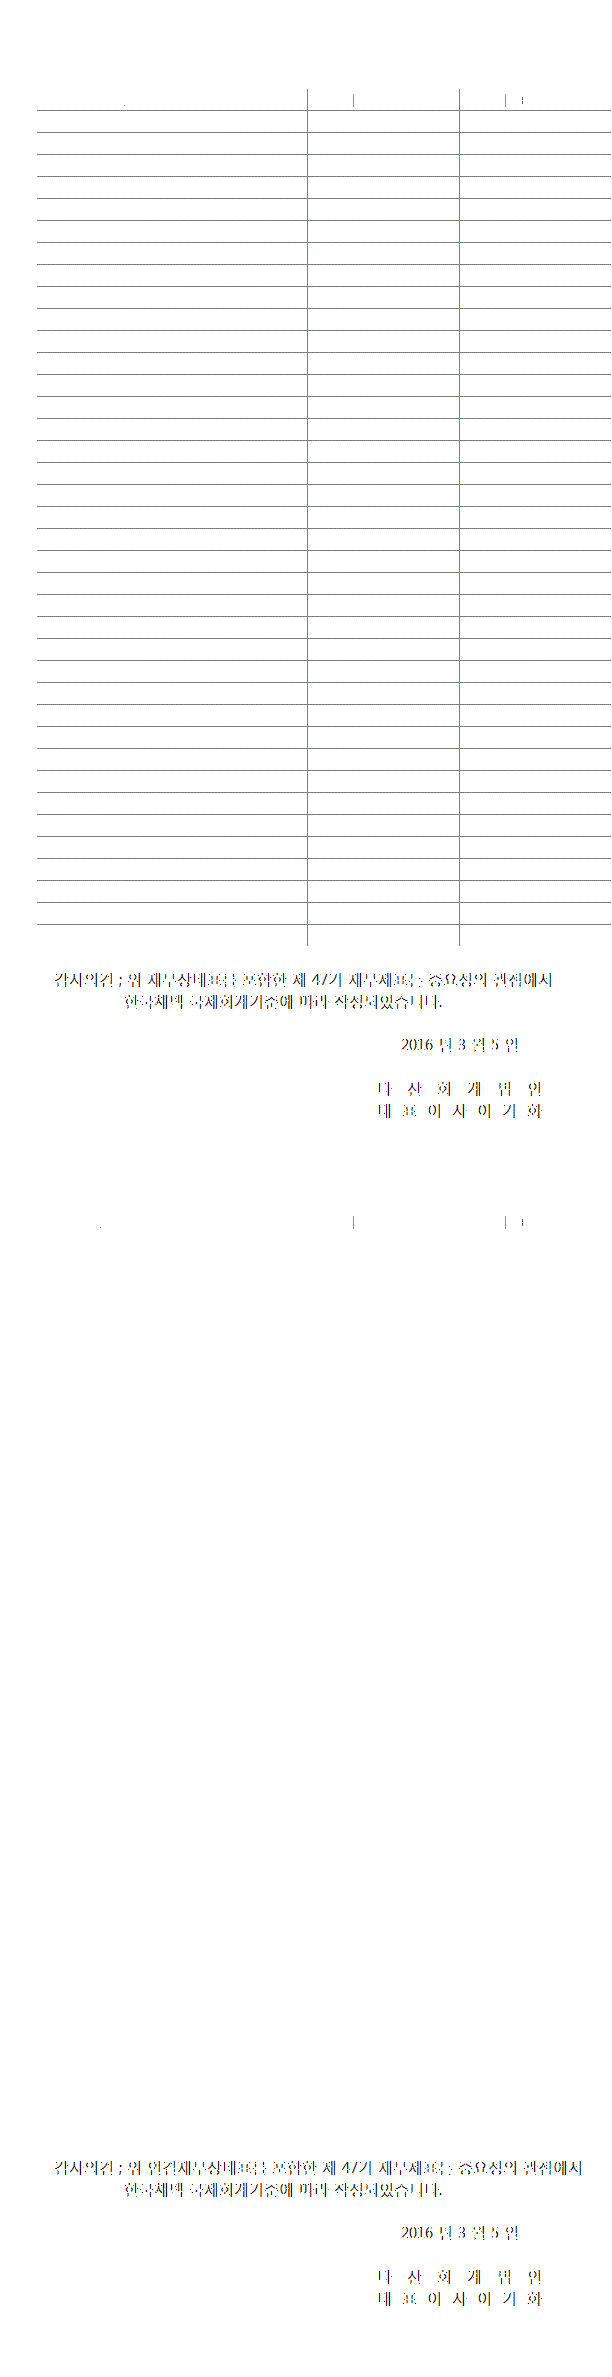 감사의견 ; 위 재무상태표를 포함한 제 47기 재무제표는 중요성의 관점에서
한국채택 국제회계기준에 따라 작성되었습니다.
2016 년 3 월 5 일
다 산 회 계 법 인
대 표 이 사 이 기 화
감사의견 ; 위 연결재무상태표를 포함한 제 47기 재무제표는 중요성의 관점에서
한국채택 국제회계기준에 따라 작성되었습니다.
2016 년 3 월 5 일
다 산 회 계 법 인
대 표 이 사 이 기 화